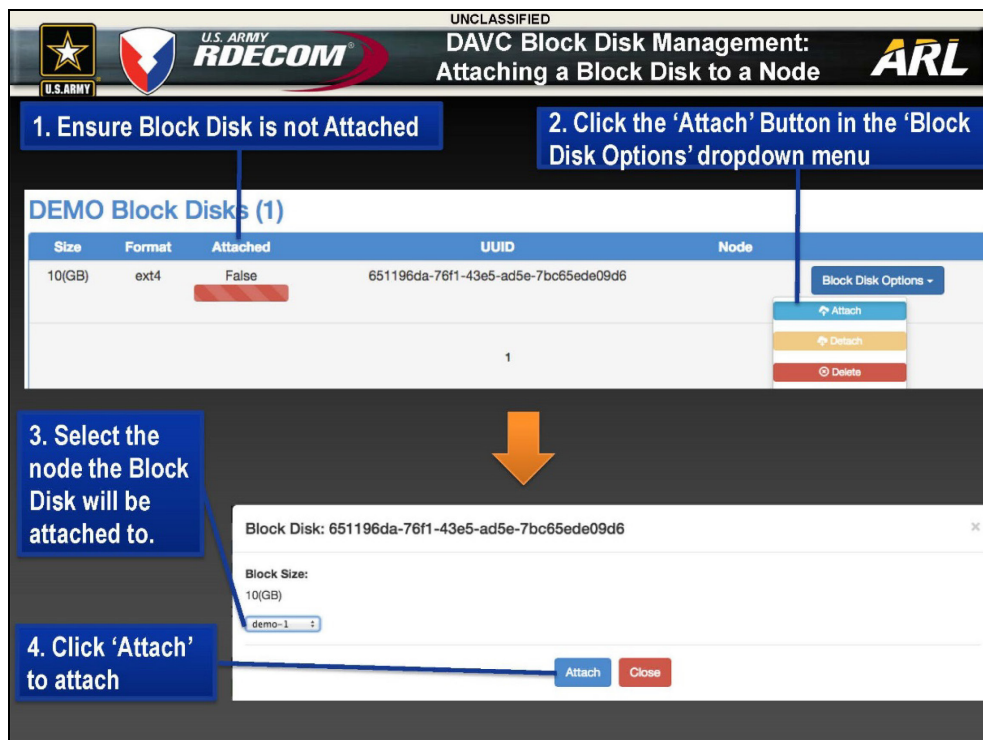 UNCLASSIFIED
U.S.ARMY
U.S. ARMY
RDECOM®
DAVC Block Disk Management:
Attaching a Block Disk to a Node
ARL
1. Ensure Block Disk is not Attached
2. Click the ‘Attach’ Button in the ‘Block
Disk Options’ dropdown menu
DEMO Block Disks (1)
Size Format Attached UUID Node
10(GB) ext4 False 651196da-76f1-43e5-ad5e-7bc65ede09d6 Block Disk Options
Attach
Detach
1
Delete
3. Select the
node the Block
Disk will be
attached to.
Block Disk: 651196da-76f1-43e5-ad5e-7bc65ede09d6 ×
Block Size:
10(GB)
demo-1
4. Click ‘Attach’
to attach
Attach Close